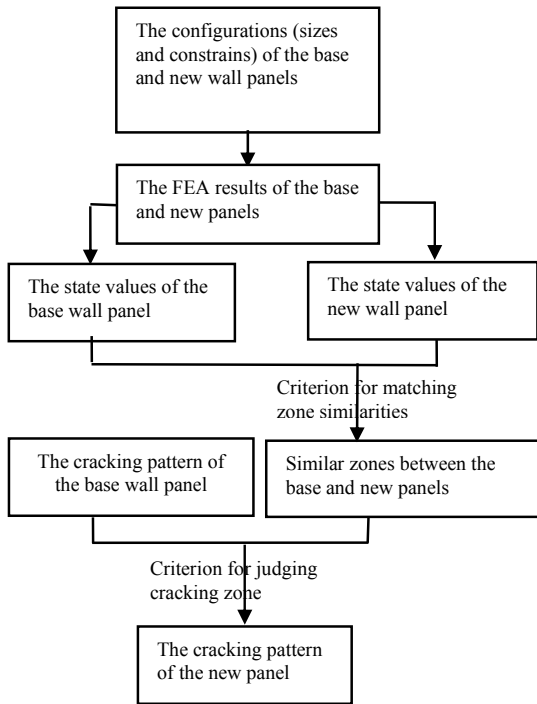 The configurations (sizes
and constrains) of the base
and new wall panels
The FEA results of the base
and new panels
The state values of the
base wall panel
The state values of the
new wall panel
Criterion for matching
zone similarities
The cracking pattern of
the base wall panel
Similar zones between the
base and new panels
Criterion for judging
cracking zone
The cracking pattern
of the new panel